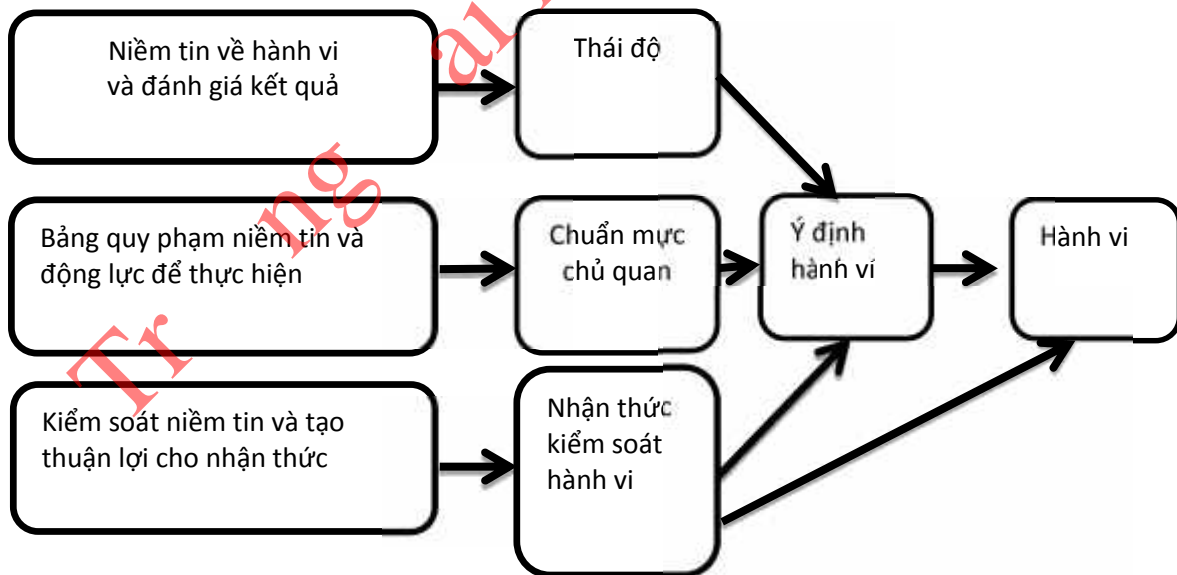 Niềm tin về hành vi
và đánh giá kết quả
Thái độ
Bảng quy phạm niềm tin và
động lực để thực hiện
Chuẩn mực
chủ quan
Ý định
hành vi
Hành vi
Kiểm soát niềm tin và tạo
thuận lợi cho nhận thức
Nhận thức
kiểm soát
hành vi
Tr ng